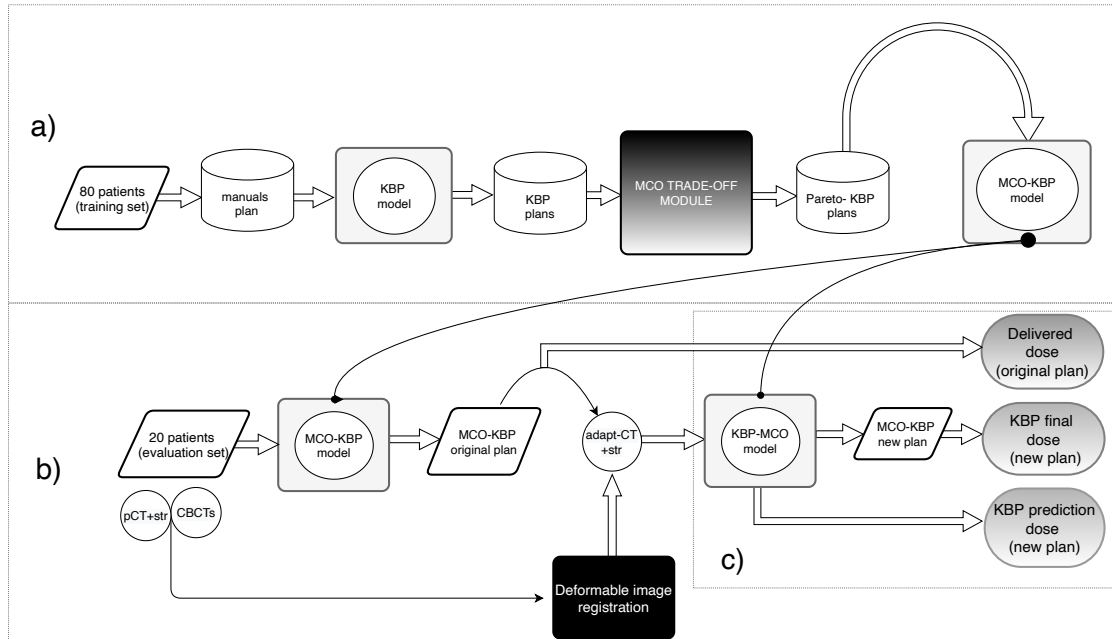 a)
80 patients
(training set)
manuals
plan
KBP
model
KBP
plans
MCO TRADE-OFF
MODULE
Pareto- KBP
plans
MCO-KBP
model
b)
20 patients
(evaluation set)
pCT+str
CBCTs
MCO-KBP
model
MCO-KBP
original plan
adapt-CT
+str
Deformable image
registration
c)
KBP-MCO
model
MCO-KBP
new plan
Delivered
dose
(original plan)
KBP final
dose
(new plan)
KBP prediction
dose
(new plan)